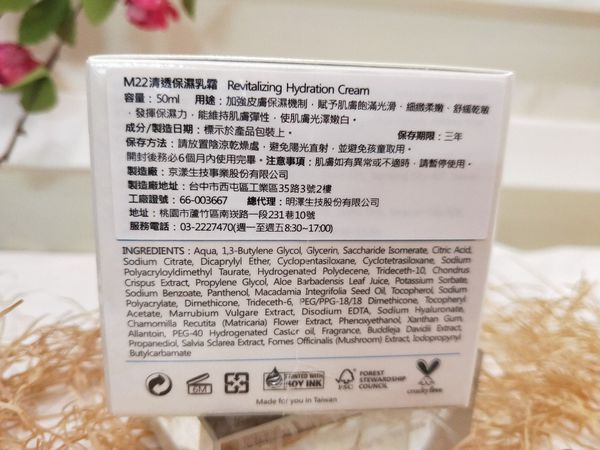 M22清透保濕乳霜 Revitalizing Hydration Cream
容量：50ml 用途：加強皮膚保濕機制，賦予肌膚飽滿光滑，細緻柔嫩，舒緩乾敏
，發揮保濕力，能維持肌膚彈性，使肌膚光澤嫩白。
成分/製造日期：標示於產品包裝上。 保存期限：三年
保存方法：請放置陰涼乾燥處，避免陽光直射，並避免孩童取用。
開封後務必6個月內使用完畢。注意事項：肌膚如有異常或不適時，請暫停使用。
製造廠：京漾生技事業股份有限公司
製造廠地址：台中市西屯區工業區35路3號2樓
工廠證號：66-003667 總代理：明澤生技股份有限公司
地址：桃園市蘆竹區南崁路一段231巷10號
服務電話：03-2227470(週一至週五8:30~17:00)
INGREDIENTS : Aqua, 1,3-Butylene Glycol, Glycerin, Saccharide Isomerate, Citric Acid,
Sodium Citrate, Dicaprylyl Ether, Cyclopentasiloxane, Cyclotetrasiloxane, Sodium
Polyacryloyldimethyl Taurate, Hydrogenated Polydecene, Trideceth-10, Chondrus
Crispus Extract, Propylene Glycol, Aloe Barbadensis Leaf Juice, Potassium Sorbate,
Sodium Benzoate, Panthenol, Macadamia Integrifolia Seed Oil, Tocopherol, Sodium
Polyacrylate, Dimethicone, Trideceth-6, PEG/PPG-18/18 Dimethicone, Tocopheryl
Acetate, Marrubium Vulgare Extract, Disodium EDTA, Sodium Hyaluronate,
Chamomilla Recutita (Matricaria) Flower Extract, Phenoxyethanol, Xanthan Gum,
Allantoin, PEG-40 Hydrogenated Castor oil, Fragrance, Buddleja Davidii Extract,
Propanediol, Salvia Sclarea Extract, Fomes Officinalis (Mushroom) Extract, Iodopropynyl
Butylcarbamate
6M
PRINTED WITH
SOY INK
FSC
FOREST
STEWARDSHIP
COUNCIL
crueltyfree
Made for you in Taiwan